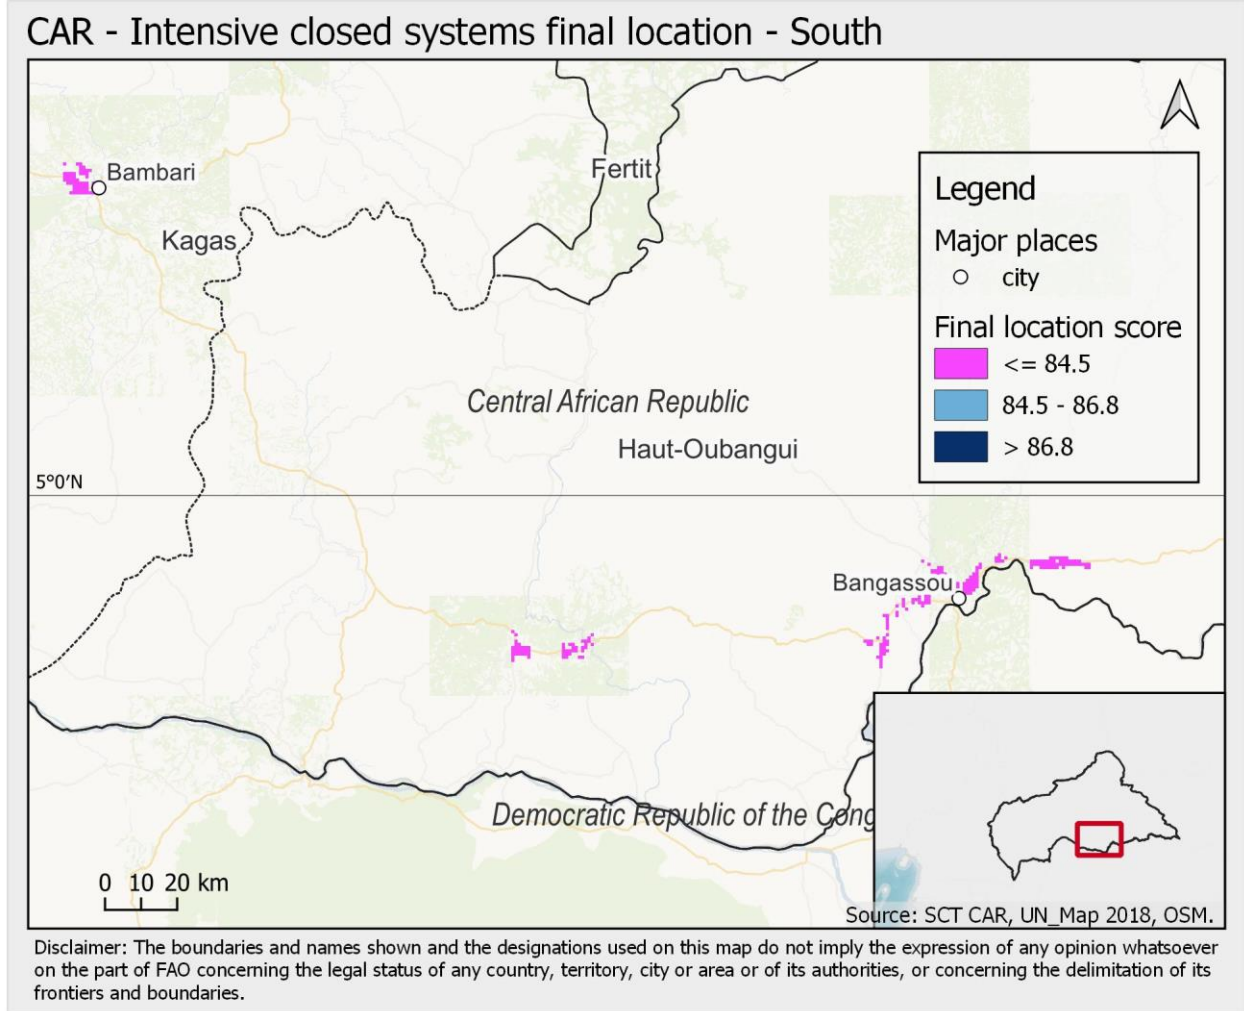 CAR - Intensive closed systems final location - South
Bambari
Fertit
Kagas
Legend
Major places
city
Final location score
<= 84.5
84.5 - 86.8
> 86.8
Central African Republic
Haut-Oubangui
5°0'N
Bangassou
Democratic Republic of the Cong
0 10 20 km
Source: SCT CAR, UN_Map 2018, OSM.
Disclaimer: The boundaries and names shown and the designations used on this map do not imply the expression of any opinion whatsoever
on the part of FAO concerning the legal status of any country, territory, city or area or of its authorities, or concerning the delimitation of its
frontiers and boundaries.